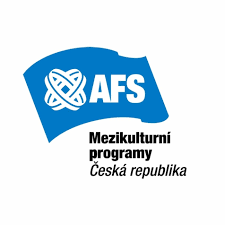 AFS
Mezikulturní
programy
Česká republika